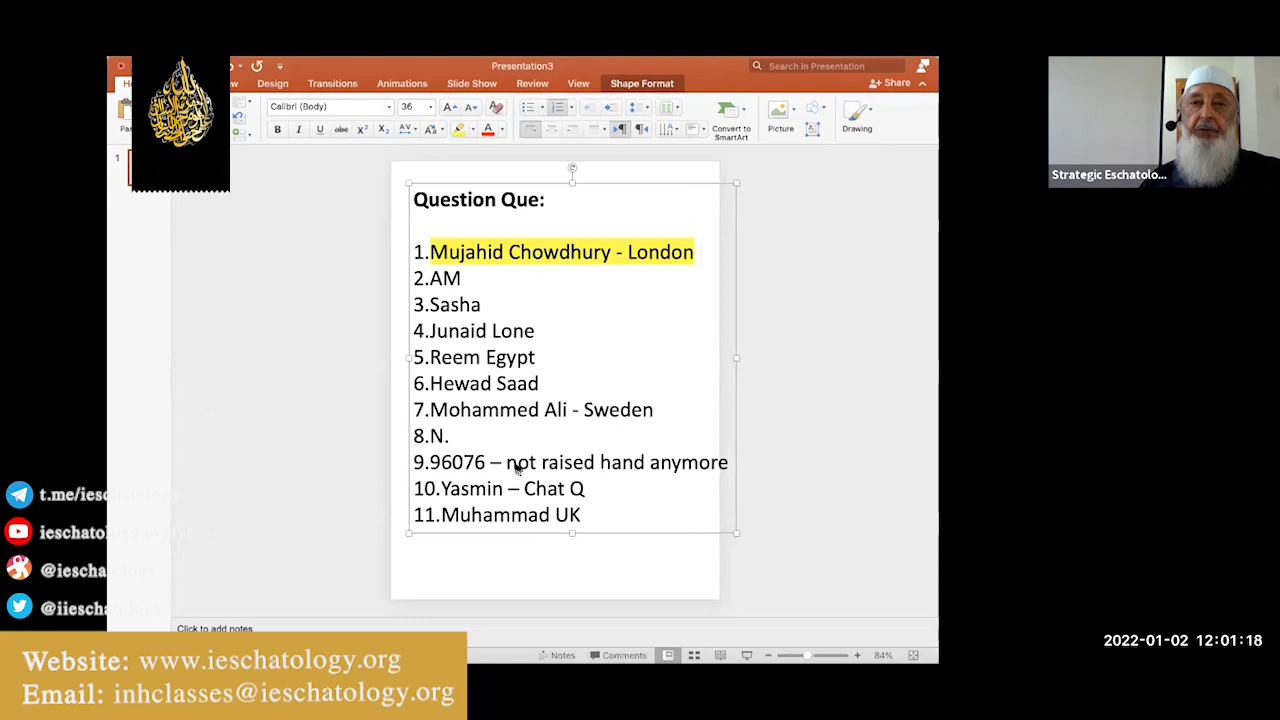 Presentation3
Search in Presentation
Design
Transitions
Animations
Slide Show
Review
View
Shape Format
Share
Calibri (Body)
36
Convert to
SmartArt
Picture
Drawing
1
Question Que:
1.Mujahid Chowdhury - London
2.AM
3.Sasha
4.Junaid Lone
5.Reem Egypt
6.Hewad Saad
7.Mohammed Ali - Sweden
8.N.
9.96076 – not raised hand anymore
10.Yasmin – Chat Q
11.Muhammad UK
Strategic Eschatolo...
t.me/ieschatology
@ieschatology
@iieschatology
Click to add notes
Notes
Comments
84%
2022-01-02 12:01:18
Website: www.ieschatology.org
Email: inhclasses@ieschatology.org